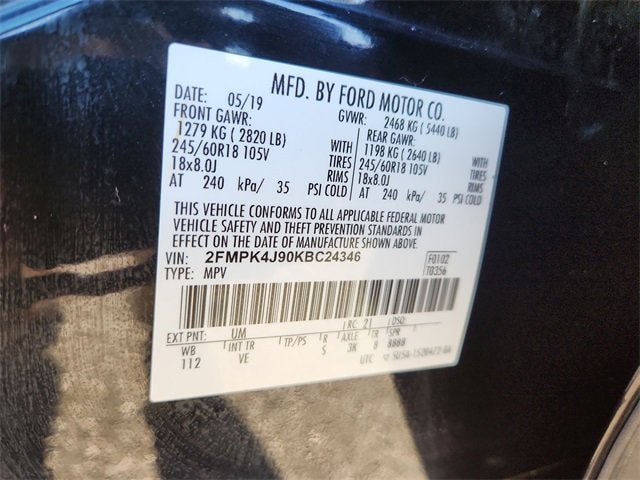 MFD. BY FORD MOTOR CO.
DATE: 05/19 GVWR: 2468 KG ( 5440 LB)
FRONT GAWR: REAR GAWR:
1279 KG ( 2820 LB) WITH 1198 KG ( 2640 LB) WITH
245/60R18 105V TIRES 245/60R18 105V TIRES
18x8.0J RIMS 18x8.0J RIMS
AT 240 kPa/ 35 PSI COLD AT 240 kPa/ 35 PSI COLD
THIS VEHICLE CONFORMS TO ALL APPLICABLE FEDERAL MOTOR
VEHICLE SAFETY AND THEFT PREVENTION STANDARDS IN
EFFECT ON THE DATE OF MANUFACTURE SHOWN ABOVE.
VIN: 2FMPK4J90KBC24346 F0102
TYPE: MPV T0356
EXT PNT: UM RC: 21 DSO:
WB INT TR TP/PS R AXLE TR SPR
112 VE S 3K 8888
UTC